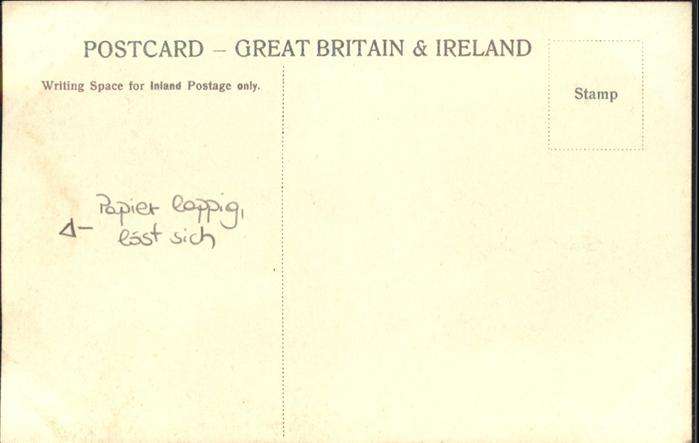 POSTCARD – GREAT BRITAIN & IRELAND
Writing Space for Inland Postage only.
Stamp
Papier lappig,
löst sich